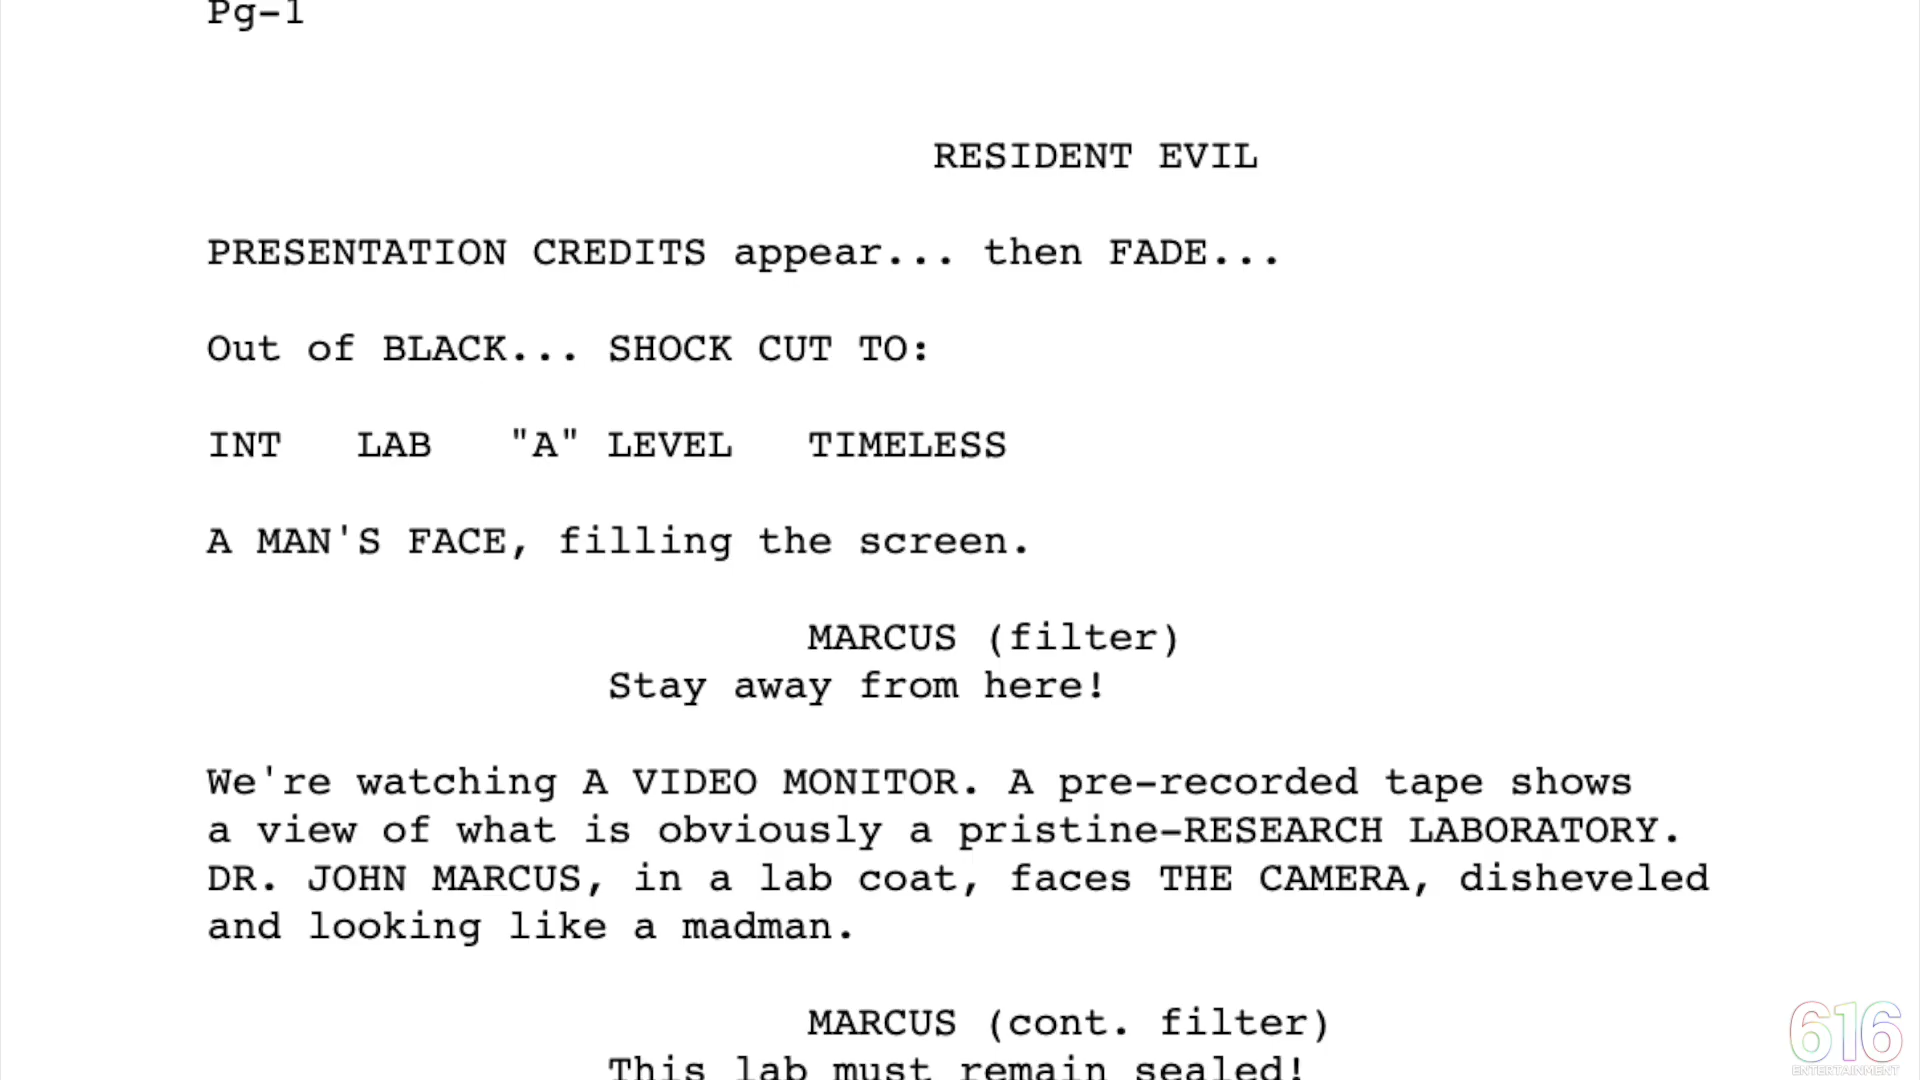 Pg-1
RESIDENT EVIL
PRESENTATION CREDITS appear... then FADE...
Out of BLACK... SHOCK CUT TO:
INT   LAB   "A" LEVEL   TIMELESS
A MAN'S FACE, filling the screen.
MARCUS (filter)
Stay away from here!
We're watching A VIDEO MONITOR. A pre-recorded tape shows
a view of what is obviously a pristine-RESEARCH LABORATORY.
DR. JOHN MARCUS, in a lab coat, faces THE CAMERA, disheveled
and looking like a madman.
MARCUS (cont. filter)
This lab must remain sealed!
616
ENTERTAINMENT